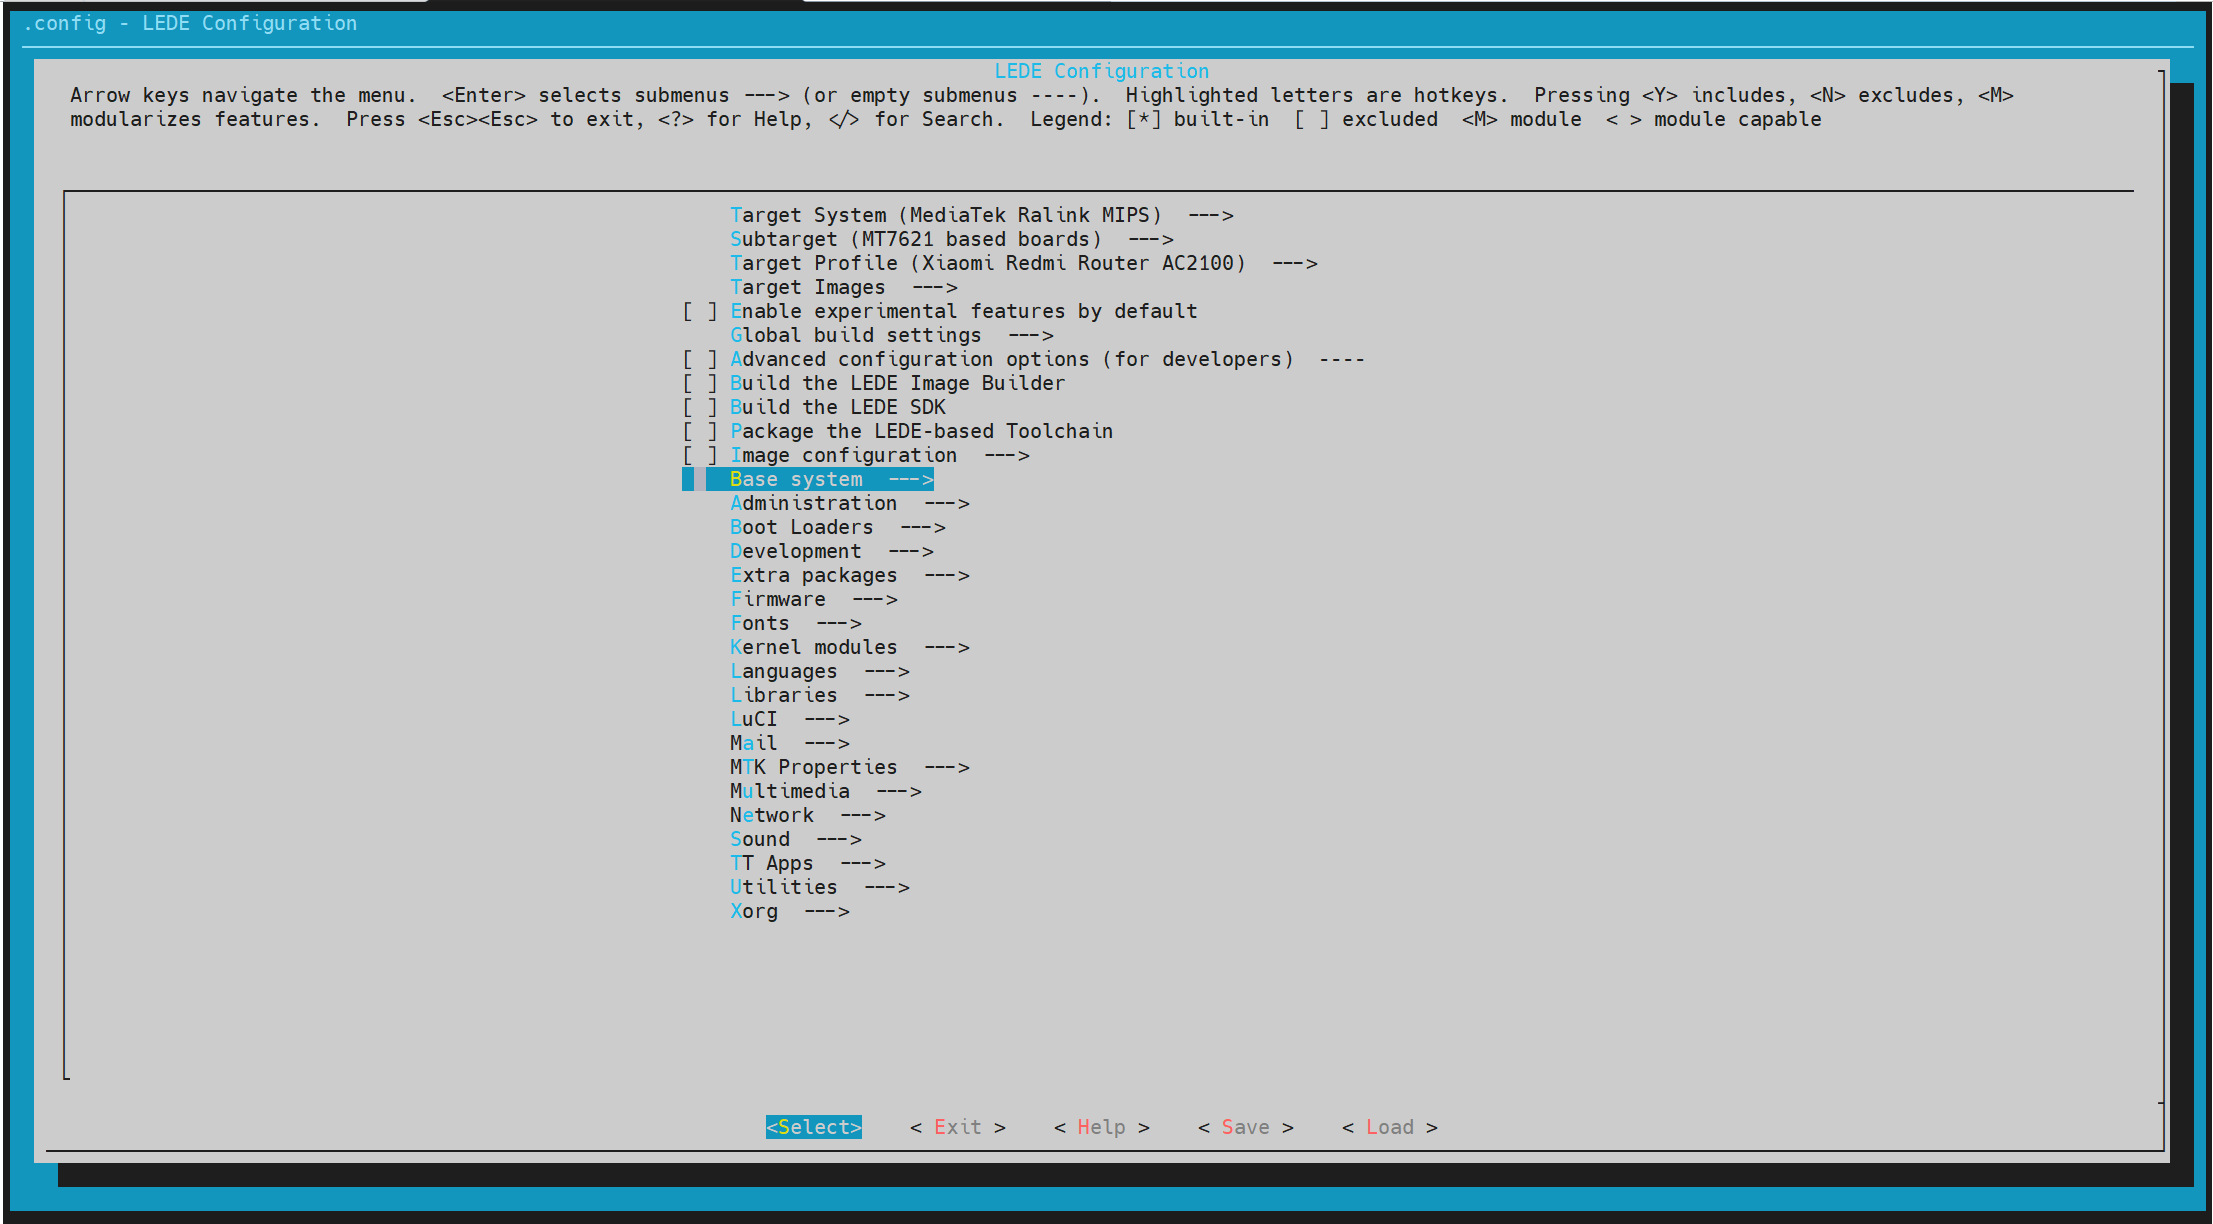 .config - LEDE Configuration
LEDE Configuration
Arrow keys navigate the menu.  <Enter> selects submenus ---> (or empty submenus ----).  Highlighted letters are hotkeys.  Pressing <Y> includes, <N> excludes, <M>
modularizes features.  Press <Esc><Esc> to exit, <?> for Help, </> for Search.  Legend: [*] built-in  [ ] excluded  <M> module  < > module capable
Target System (MediaTek Ralink MIPS)  --->
Subtarget (MT7621 based boards)  --->
Target Profile (Xiaomi Redmi Router AC2100)  --->
Target Images  --->
[ ] Enable experimental features by default
Global build settings  --->
[ ] Advanced configuration options (for developers)  ----
[ ] Build the LEDE Image Builder
[ ] Build the LEDE SDK
[ ] Package the LEDE-based Toolchain
[ ] Image configuration  --->
Base system  --->
Administration  --->
Boot Loaders  --->
Development  --->
Extra packages  --->
Firmware  --->
Fonts  --->
Kernel modules  --->
Languages  --->
Libraries  --->
LuCI  --->
Mail  --->
MTK Properties  --->
Multimedia  --->
Network  --->
Sound  --->
TT Apps  --->
Utilities  --->
Xorg  --->
<Select>    < Exit >    < Help >    < Save >    < Load >